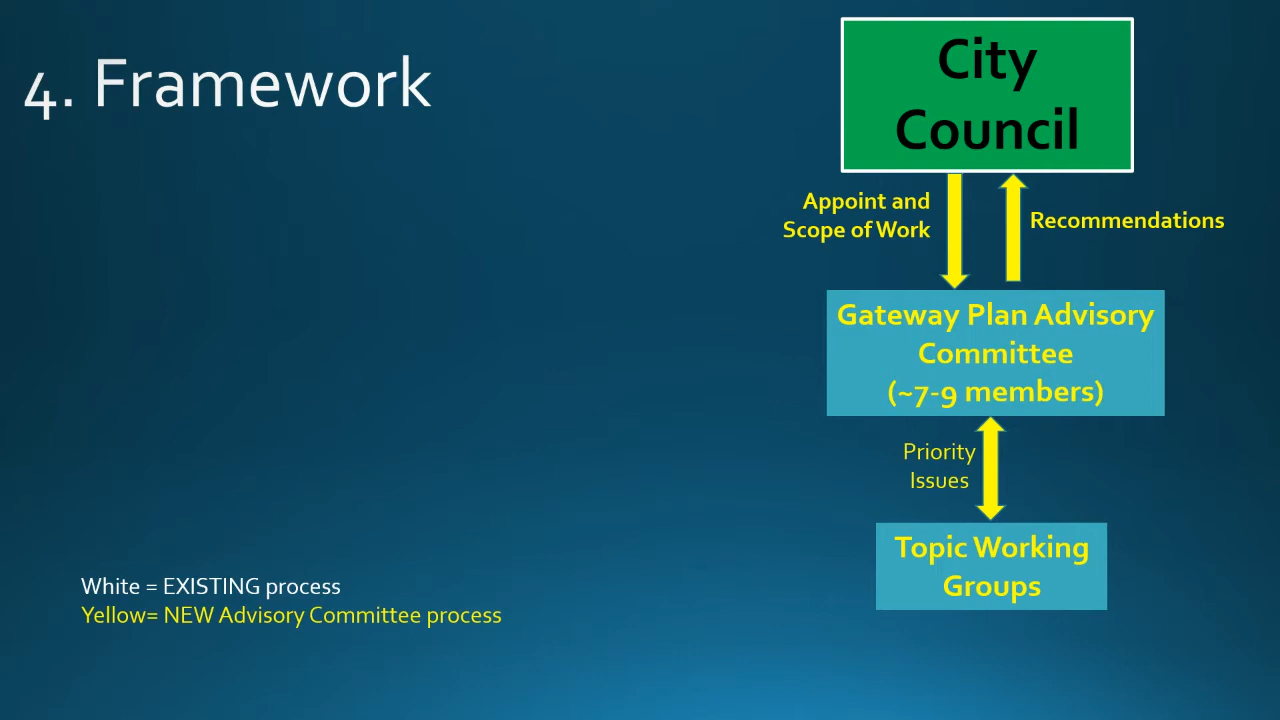 4. Framework
City
Council
Appoint and
Scope of Work
Recommendations
Gateway Plan Advisory
Committee
(~7-9 members)
Priority
Issues
Topic Working
Groups
White = EXISTING process
Yellow= NEW Advisory Committee process